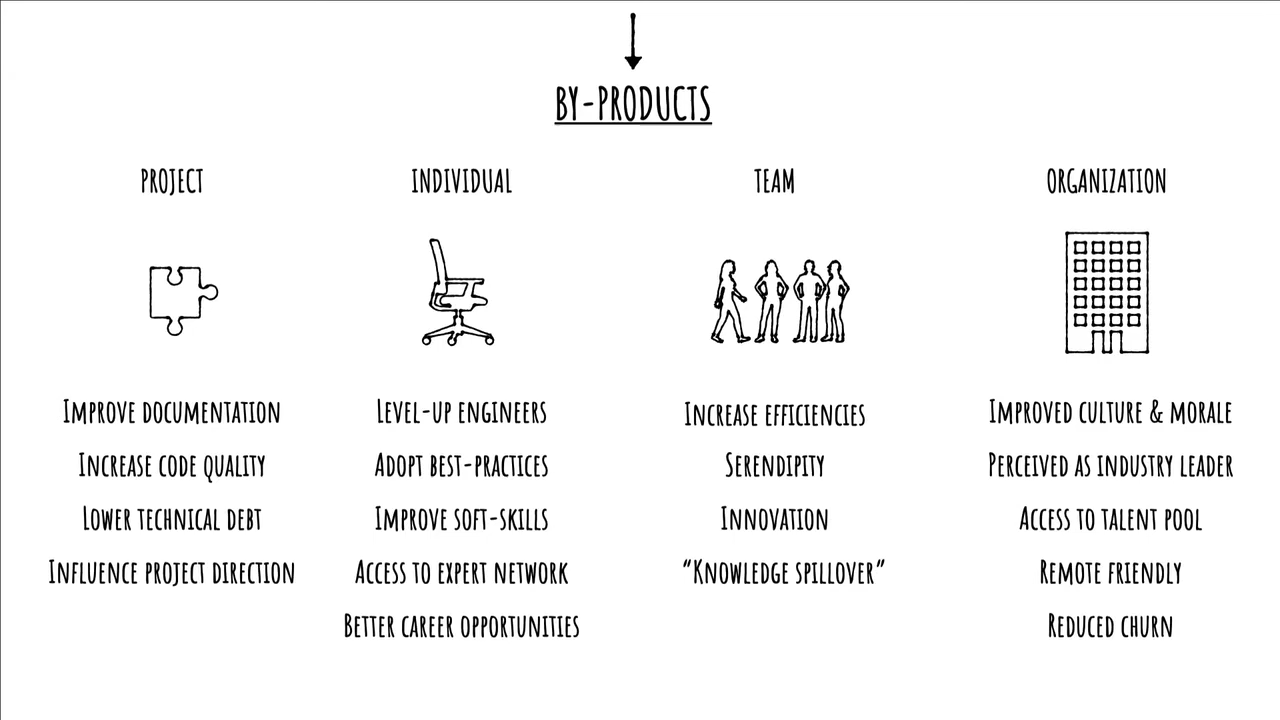 BY-PRODUCTS
PROJECT
Improve documentation
Increase code quality
Lower technical debt
Influence project direction
INDIVIDUAL
Level-up engineers
Adopt best-practices
Improve soft-skills
Access to expert network
Better career opportunities
TEAM
Increase efficiencies
Serendipity
Innovation
“Knowledge spillover”
ORGANIZATION
Improved culture & morale
Perceived as industry leader
Access to talent pool
Remote friendly
Reduced churn